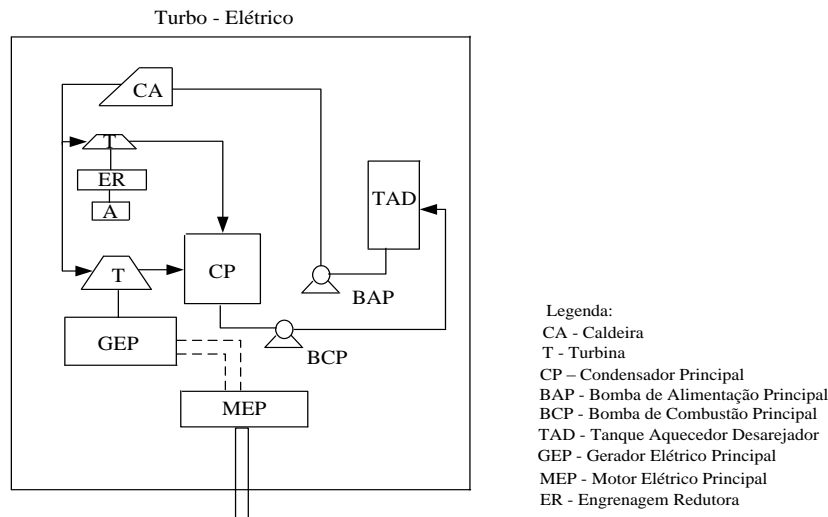 Turbo - Elétrico
CA
T
ER
A
TAD
T
CP
BAP
GEP
BCP
MEP
Legenda:
CA - Caldeira
T - Turbina
CP – Condensador Principal
BAP - Bomba de Alimentação Principal
BCP - Bomba de Combustão Principal
TAD - Tanque Aquecedor Desarejador
GEP - Gerador Elétrico Principal
MEP - Motor Elétrico Principal
ER - Engrenagem Redutora